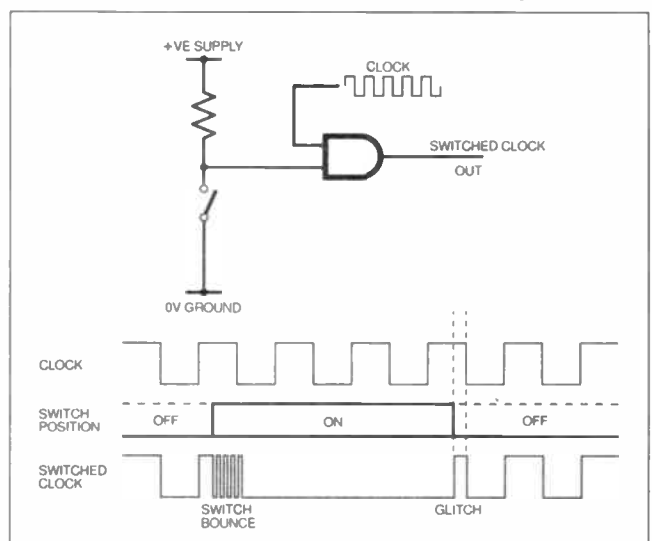 +VE SUPPLY
CLOCK
SWITCHED CLOCK
OUT
0V GROUND
CLOCK
SWITCH
POSITION
OFF
ON
OFF
SWITCHED
CLOCK
SWITCH
BOUNCE
GLITCH